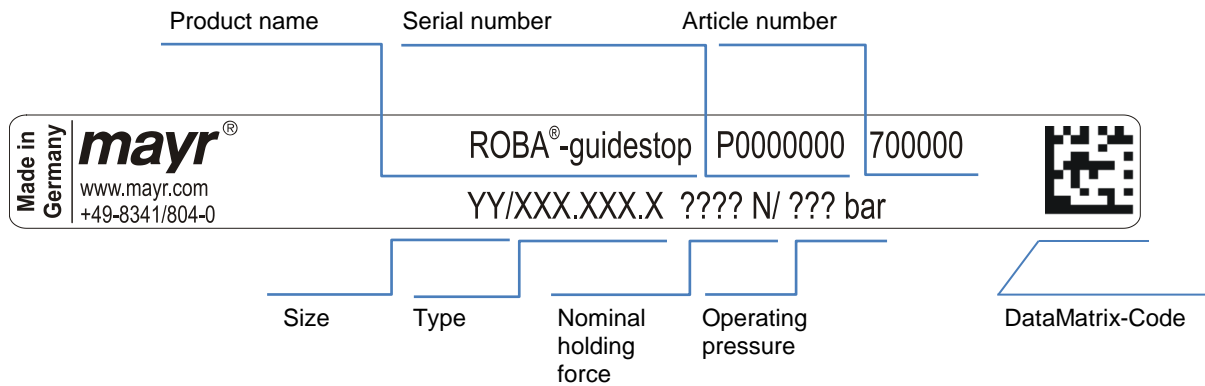 Product name Serial number Article number
Made in
Germany
mayr®
www.mayr.com
+49-8341/804-0
ROBA®-guidestop P0000000 700000
YY/XXX.XXX.X ???? N/ ??? bar
Size Type Nominal
holding
force
Operating
pressure
DataMatrix-Code